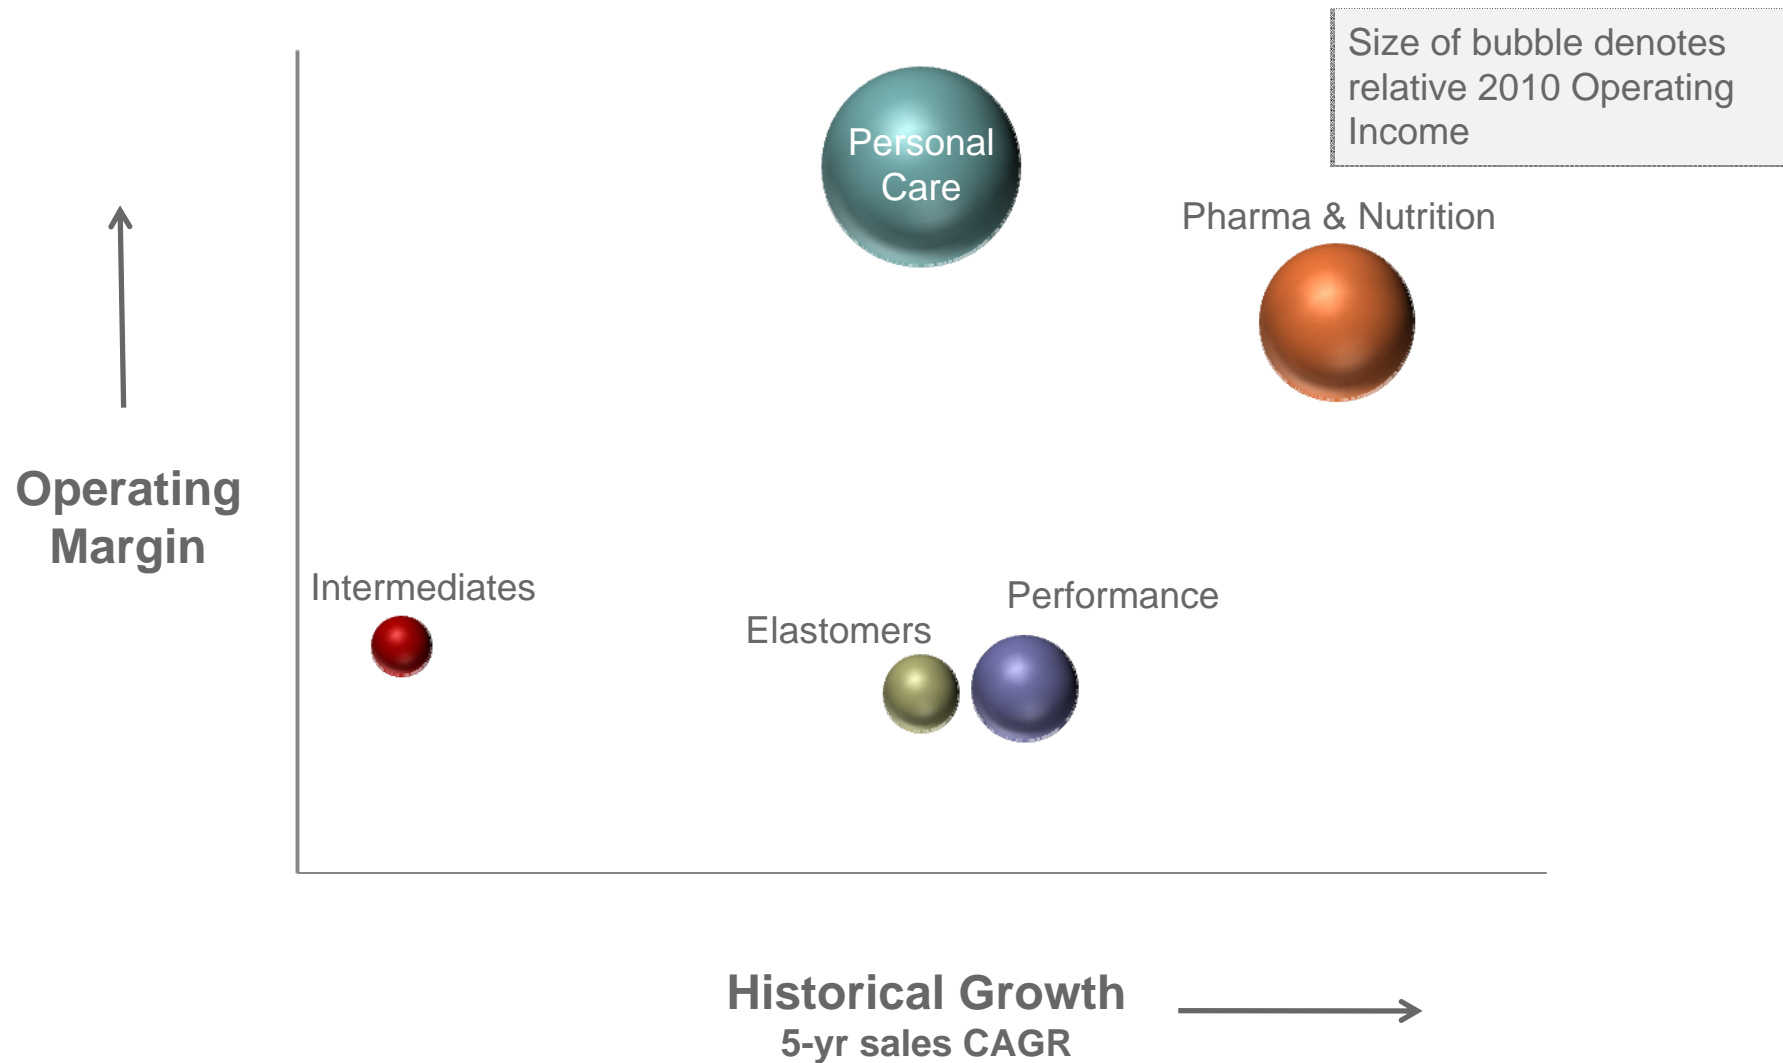 Size of bubble denotes
relative 2010 Operating
Income
Personal
Care
Pharma & Nutrition
Operating
Margin
Intermediates
Performance
Elastomers
Historical Growth
5-yr sales CAGR